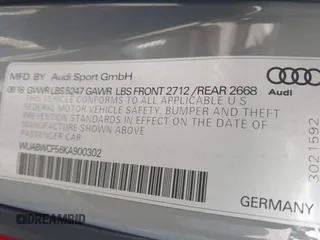 MFD. BY Audi Sport GmbH
08/18 GVWR LBS 5247 GAWR LBS FRONT 2712 /REAR 2668
THIS VEHICLE CONFORMS TO ALL APPLICABLE
FEDERAL MOTOR VEHICLE SAFETY, BUMPER, AND THEFT
PREVENTION STANDARDS IN EFFECT ON THE
DATE OF MANUFACTURE SHOWN ABOVE.
PASSENGER CAR
WUABWCF56KA900302
Audi
3021592
GERMANY
DREAMBID